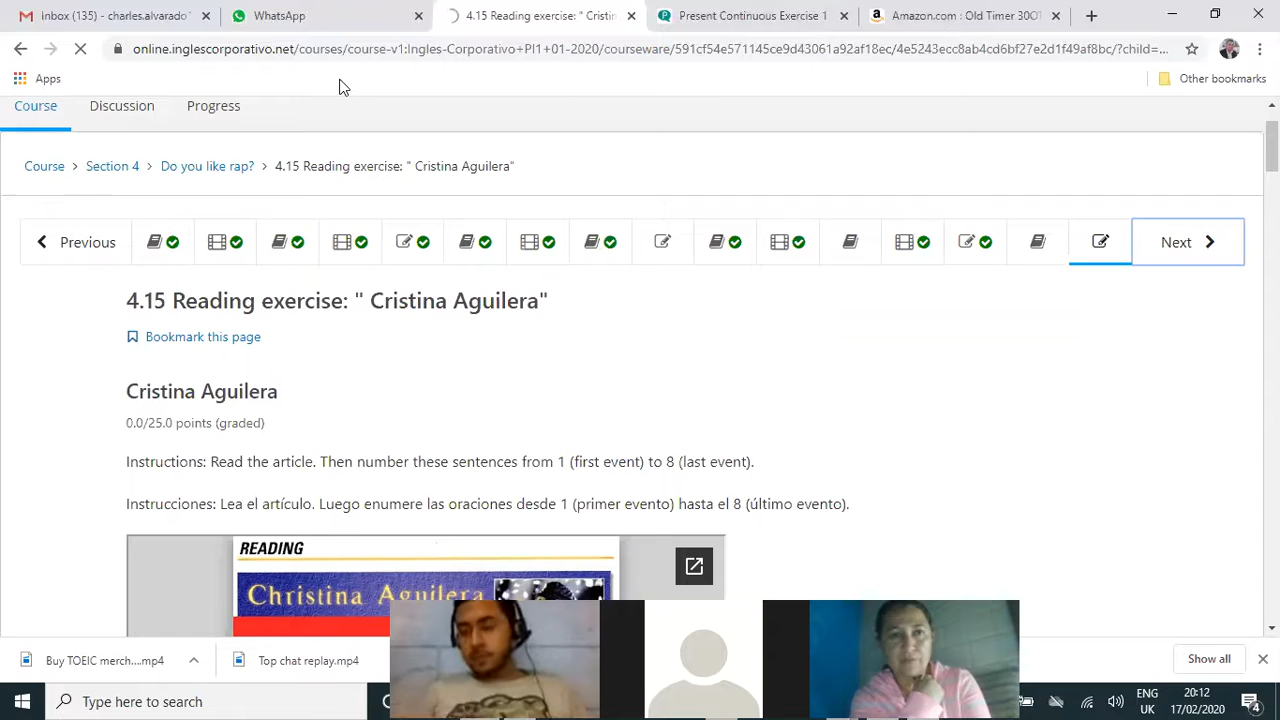 inbox (135) - charles.alvarado
WhatsApp
4.15 Reading exercise: " Cristin
Present Continuous Exercise 1
Amazon.com : Old Timer 30OT
online.inglescorporativo.net/courses/course-v1:Ingles-Corporativo+PI1+01-2020/courseware/591cf54e571145ce9d43061a92af18ec/4e5243ecc8ab4cd6bf27e2d1f49af8bc/?child=...
Apps
Other bookmarks
Course Discussion Progress
Course > Section 4 > Do you like rap? > 4.15 Reading exercise: " Cristina Aguilera"
Previous
Next
4.15 Reading exercise: " Cristina Aguilera"
Bookmark this page
Cristina Aguilera
0.0/25.0 points (graded)
Instructions: Read the article. Then number these sentences from 1 (first event) to 8 (last event).
Instrucciones: Lea el artículo. Luego enumere las oraciones desde 1 (primer evento) hasta el 8 (último evento).
READING
Christina Aguilera
Buy TOEIC merch....mp4
Top chat replay.mp4
Show all
Type here to search
ENG
UK
20:12
17/02/2020
4